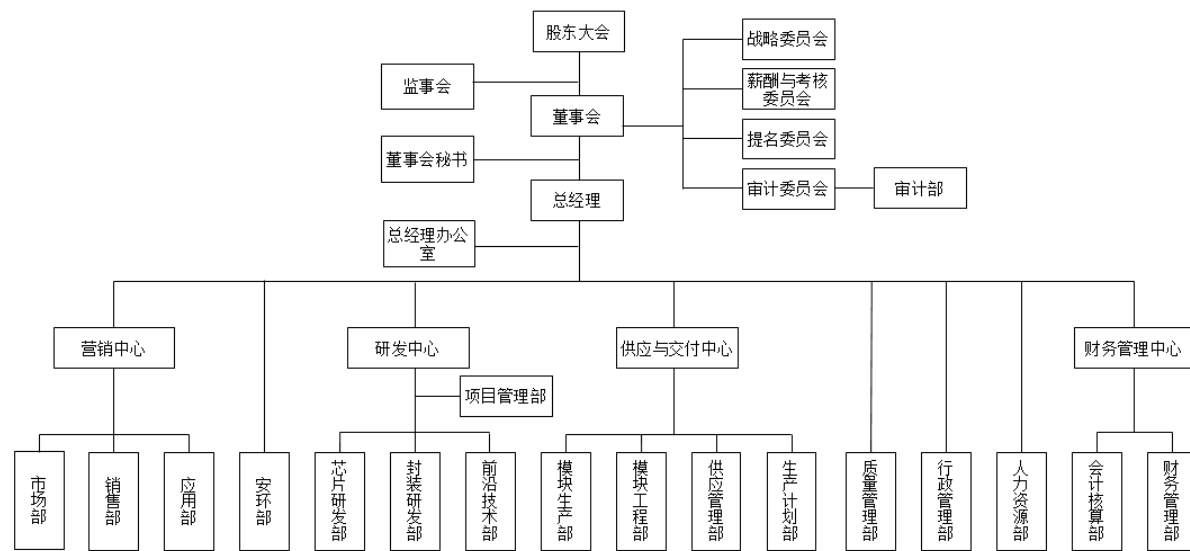 股东大会
战略委员会
监事会
薪酬与考核
委员会
董事会
提名委员会
董事会秘书
审计委员会
审计部
总经理
总经理办公
室
营销中心
研发中心
供应与交付中心
财务管理中心
项目管理部
市场部
销售部
应用部
安环部
芯片研发部
封装研发部
前沿技术部
模块生产部
模块工程部
供应管理部
生产计划部
质量管理部
行政管理部
人力资源部
会计核算部
财务管理部